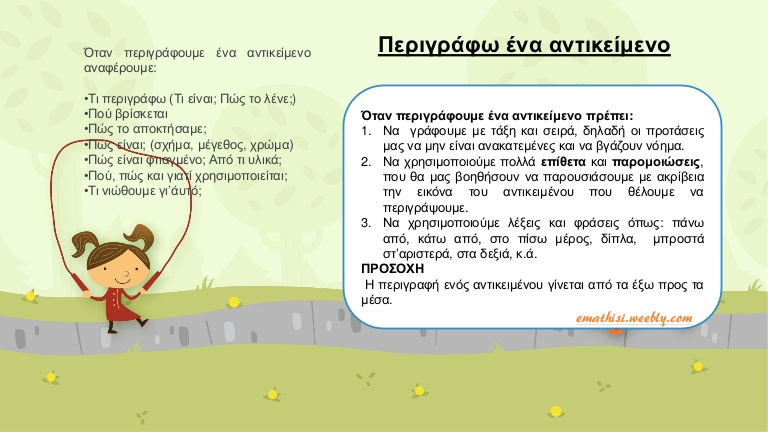 Περιγράφω ένα αντικείμενο
Όταν περιγράφουμε ένα αντικείμενο
αναφέρουμε:
•Τι περιγράφω (Τι είναι; Πώς το λένε;)
•Πού βρίσκεται
•Πώς το αποκτήσαμε;
•Πώς είναι; (σχήμα, μέγεθος, χρώμα)
•Πώς είναι φτιαγμένο; Από τι υλικά;
•Πού, πώς και γιατί χρησιμοποιείται;
•Τι νιώθουμε γι’αυτό;
Όταν περιγράφουμε ένα αντικείμενο πρέπει:
1. Να γράφουμε με τάξη και σειρά, δηλαδή οι προτάσεις
μας να μην είναι ανακατεμένες και να βγάζουν νόημα.
2. Να χρησιμοποιούμε πολλά επίθετα και παρομοιώσεις,
που θα μας βοηθήσουν να παρουσιάσουμε με ακρίβεια
την εικόνα του αντικειμένου που θέλουμε να
περιγράψουμε.
3. Να χρησιμοποιούμε λέξεις και φράσεις όπως: πάνω
από, κάτω από, στο πίσω μέρος, δίπλα, μπροστά
στ’αριστερά, στα δεξιά, κ.ά.
ΠΡΟΣΟΧΗ
Η περιγραφή ενός αντικειμένου γίνεται από τα έξω προς τα
μέσα.
emathisi.weebly.com